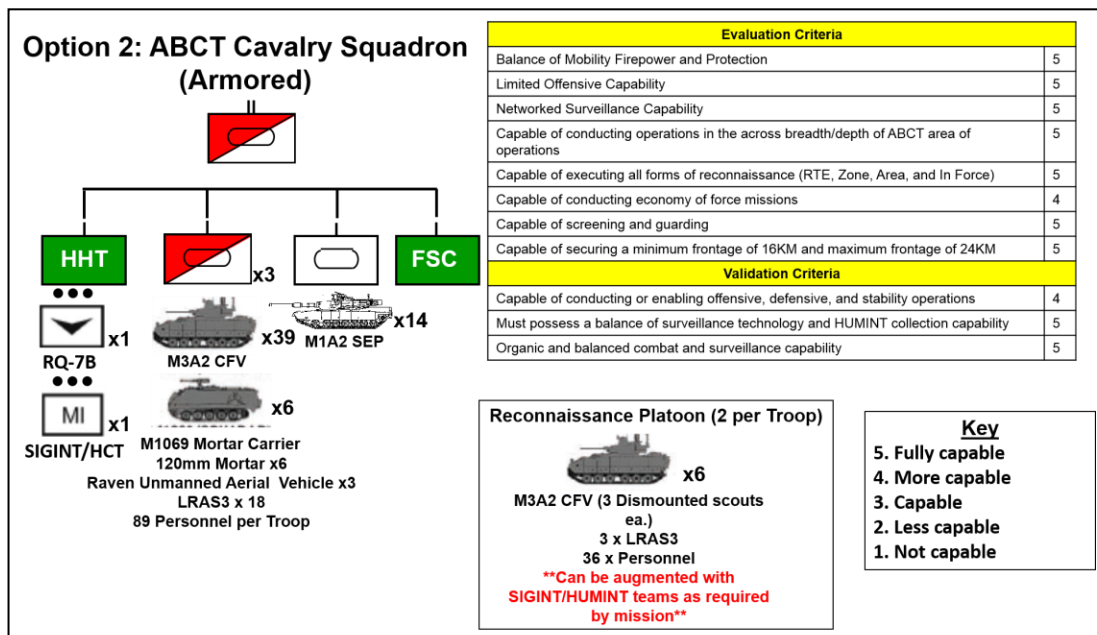 Option 2: ABCT Cavalry Squadron
(Armored)
HHT
x3
FSC
x1
RQ-7B
x39
M3A2 CFV
x14
M1A2 SEP
MI
x1
SIGINT/HCT
x6
M1069 Mortar Carrier
120mm Mortar x6
Raven Unmanned Aerial Vehicle x3
LRAS3 x 18
89 Personnel per Troop
Evaluation Criteria
Balance of Mobility Firepower and Protection 5
Limited Offensive Capability 5
Networked Surveillance Capability 5
Capable of conducting operations in the across breadth/depth of ABCT area of 5
operations
Capable of executing all forms of reconnaissance (RTE, Zone, Area, and In Force) 5
Capable of conducting economy of force missions 4
Capable of screening and guarding 5
Capable of securing a minimum frontage of 16KM and maximum frontage of 24KM 5
Validation Criteria
Capable of conducting or enabling offensive, defensive, and stability operations 4
Must possess a balance of surveillance technology and HUMINT collection capability 5
Organic and balanced combat and surveillance capability 5
Reconnaissance Platoon (2 per Troop)
x6
M3A2 CFV (3 Dismounted scouts
ea.)
3 x LRAS3
36 x Personnel
**Can be augmented with
SIGINT/HUMINT teams as required
by mission**
Key
5. Fully capable
4. More capable
3. Capable
2. Less capable
1. Not capable